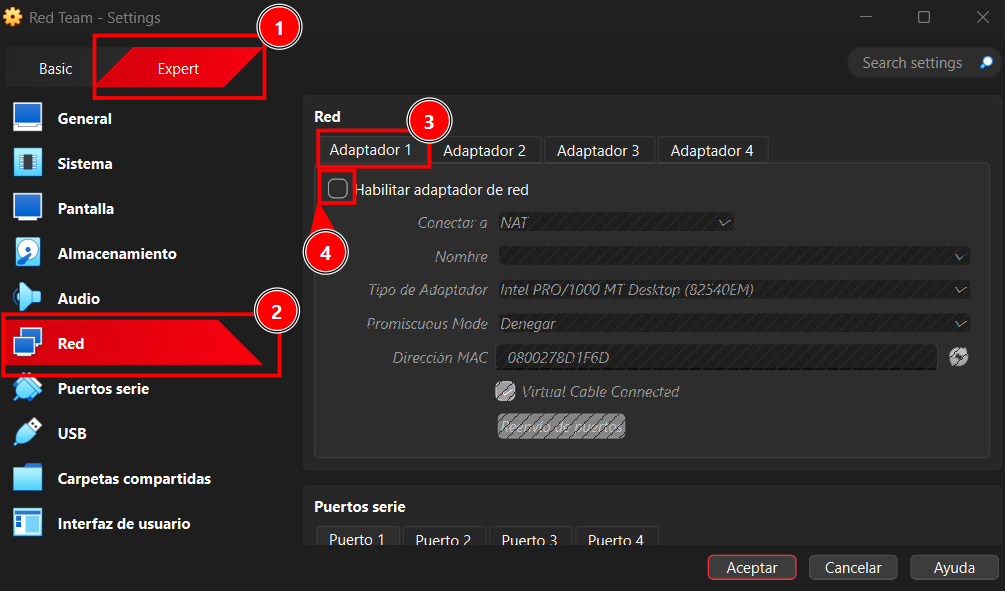 Red Team - Settings
1
Basic
Expert
Search settings
General
Sistema
Pantalla
Almacenamiento
Audio
2
Red
Puertos serie
USB
Carpetas compartidas
Interfaz de usuario
Red
3
Adaptador 1
Adaptador 2
Adaptador 3
Adaptador 4
Habilitar adaptador de red
4
Conectar a NAT
Nombre
Tipo de Adaptador Intel PRO/1000 MT Desktop (82540EM)
Promiscuous Mode Denegar
Dirección MAC 0800278D1F6D
Virtual Cable Connected
Reenvío de puertos
Puertos serie
Puerto 1
Puerto 2
Puerto 3
Puerto 4
Aceptar
Cancelar
Ayuda